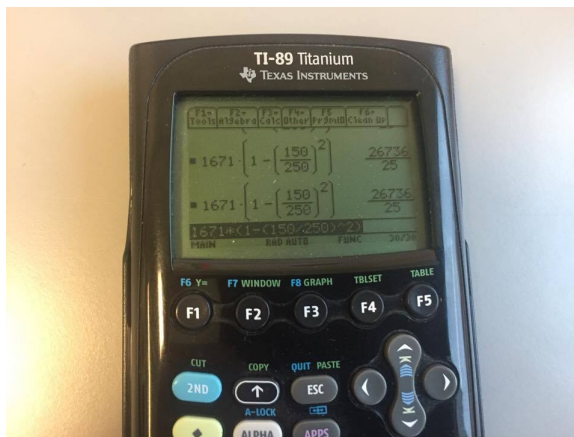 TI-89 Titanium
TEXAS INSTRUMENTS
F1▾ F2▾ F3▾ F4▾ F5 F6▾
Tools Algebra Calc Other PrgmIO Clean Up
1671·(1-(150/250)^2) 26736/25
1671·(1-(150/250)^2) 26736/25
1671*(1-(150/250)^2)
MAIN RAD AUTO FUNC 30/30
F6 Y= F7 WINDOW F8 GRAPH TBLSET TABLE
F1 F2 F3 F4 F5
CUT COPY QUIT PASTE
2ND ↑ ESC
A-LOCK
ALPHA APPS